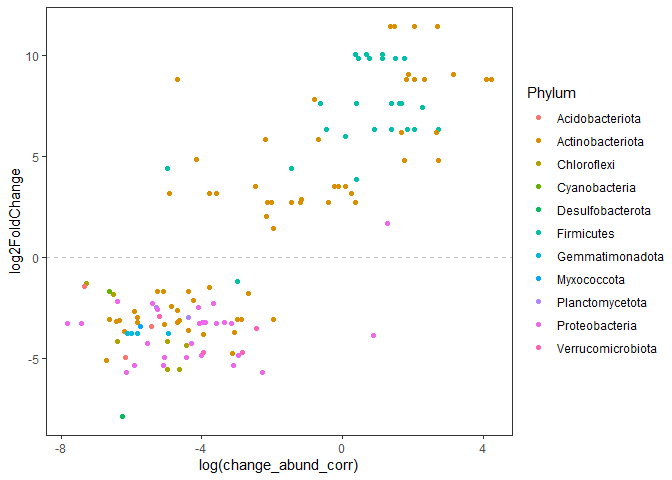 10
5
0
-5
log2FoldChange
-8
-4
0
4
log(change_abund_corr)
Phylum
Acidobacteriota
Actinobacteriota
Chloroflexi
Cyanobacteria
Desulfobacterota
Firmicutes
Gemmatimonadota
Myxococcota
Planctomycetota
Proteobacteria
Verrucomicrobiota